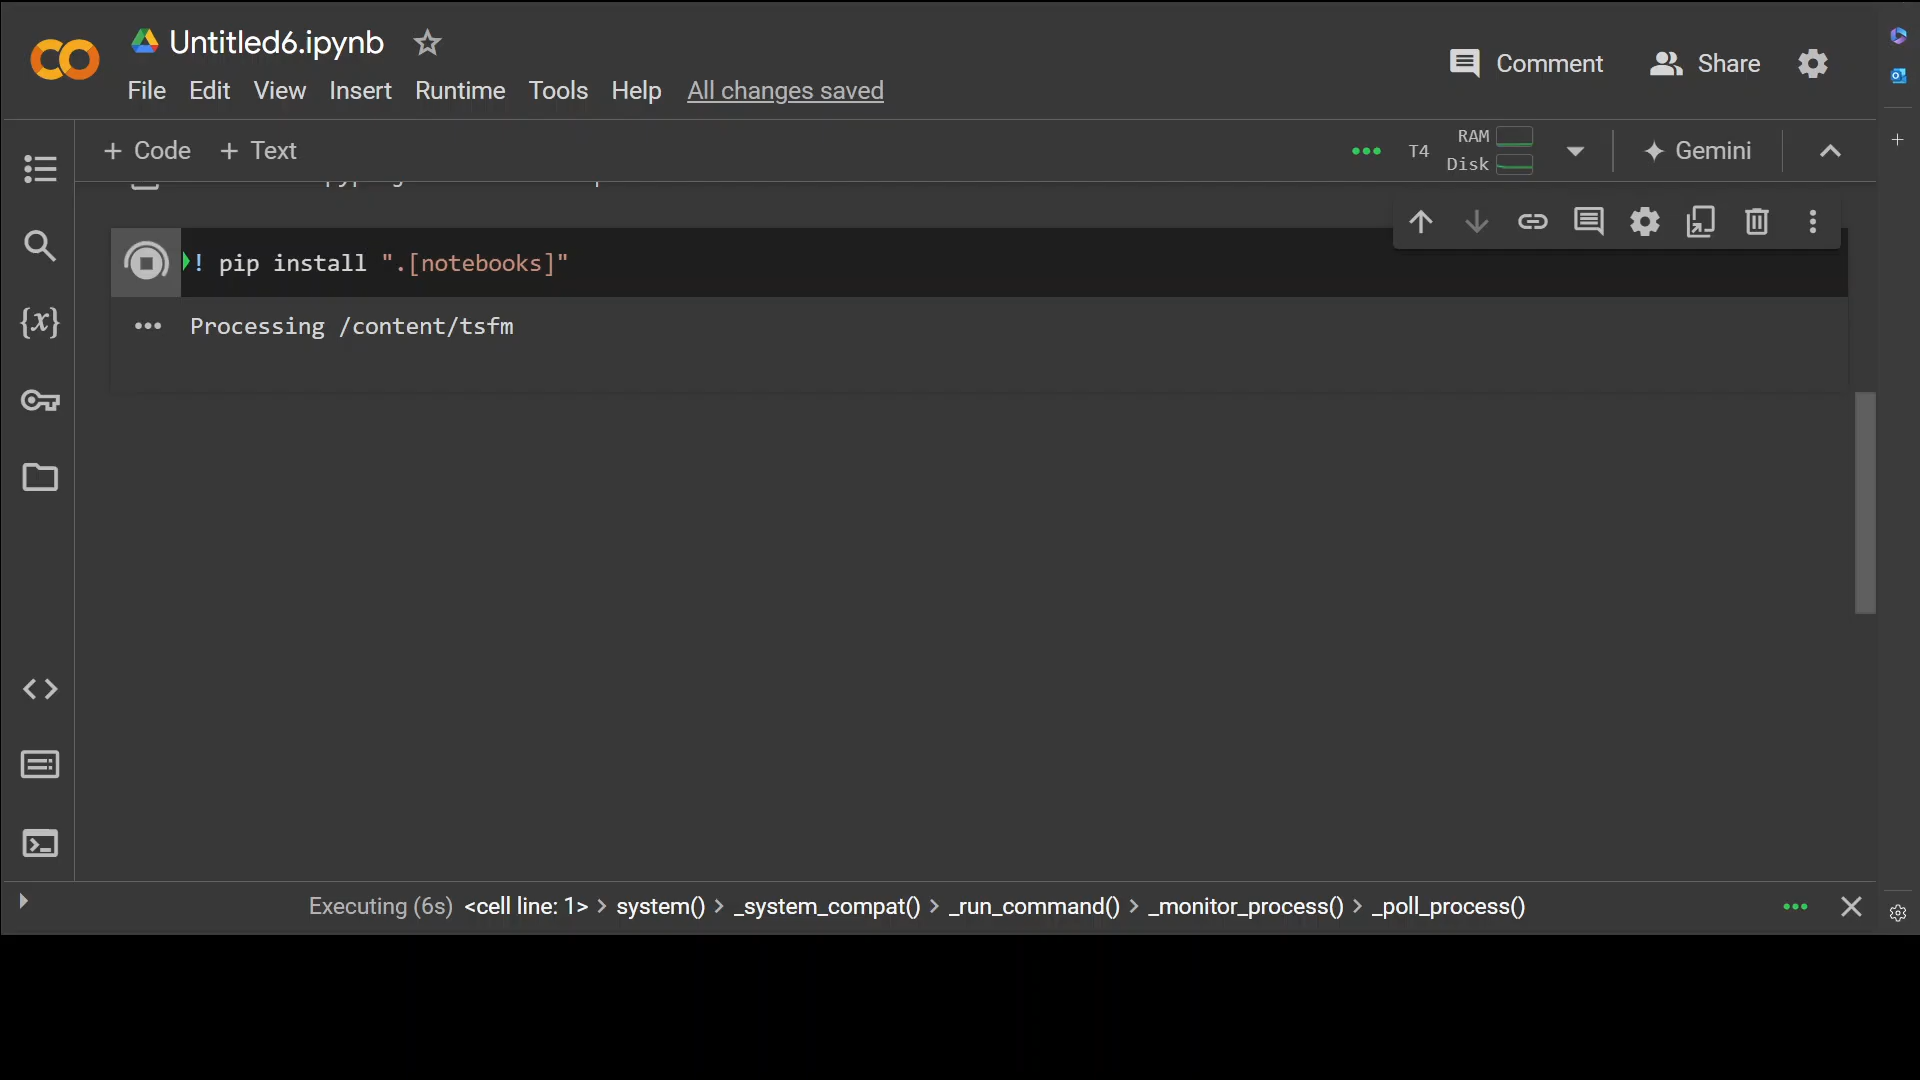 Untitled6.ipynb
File Edit View Insert Runtime Tools Help All changes saved
Comment
Share
+ Code + Text
T4
RAM
Disk
Gemini
! pip install ".[notebooks]"
Processing /content/tsfm
Executing (6s) <cell line: 1> > system() > _system_compat() > _run_command() > _monitor_process() > _poll_process()